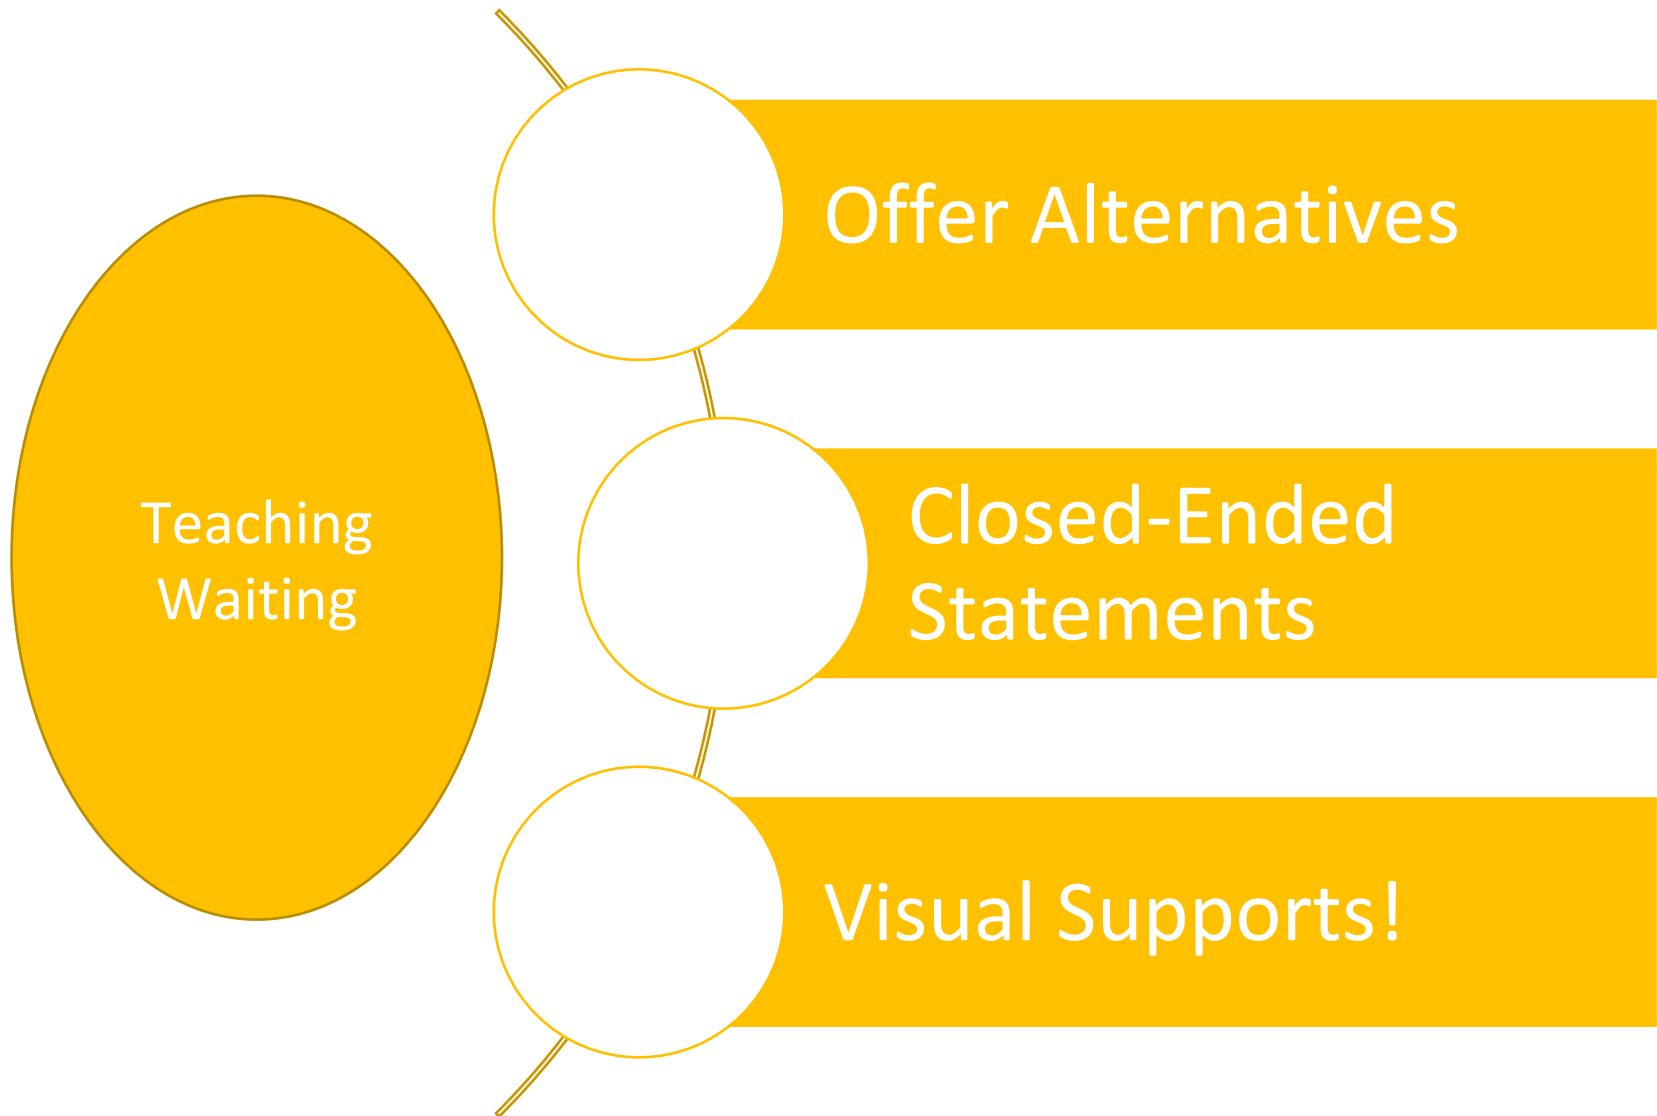 Teaching
Waiting
Offer Alternatives
Closed-Ended
Statements
Visual Supports!